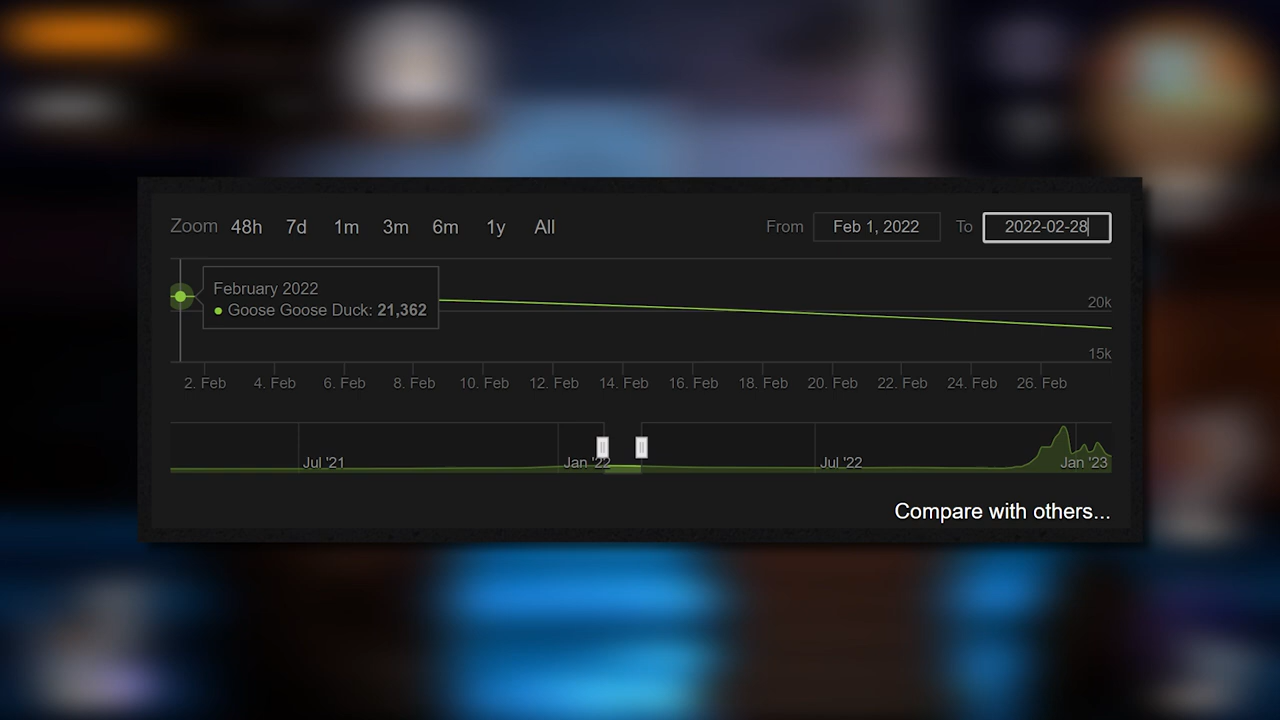 Zoom 48h 7d 1m 3m 6m 1y All From Feb 1, 2022 To 2022-02-28
February 2022
● Goose Goose Duck: 21,362
20k
15k
2. Feb 4. Feb 6. Feb 8. Feb 10. Feb 12. Feb 14. Feb 16. Feb 18. Feb 20. Feb 22. Feb 24. Feb 26. Feb
Jul '21 Jan '22 Jul '22 Jan '23
Compare with others...